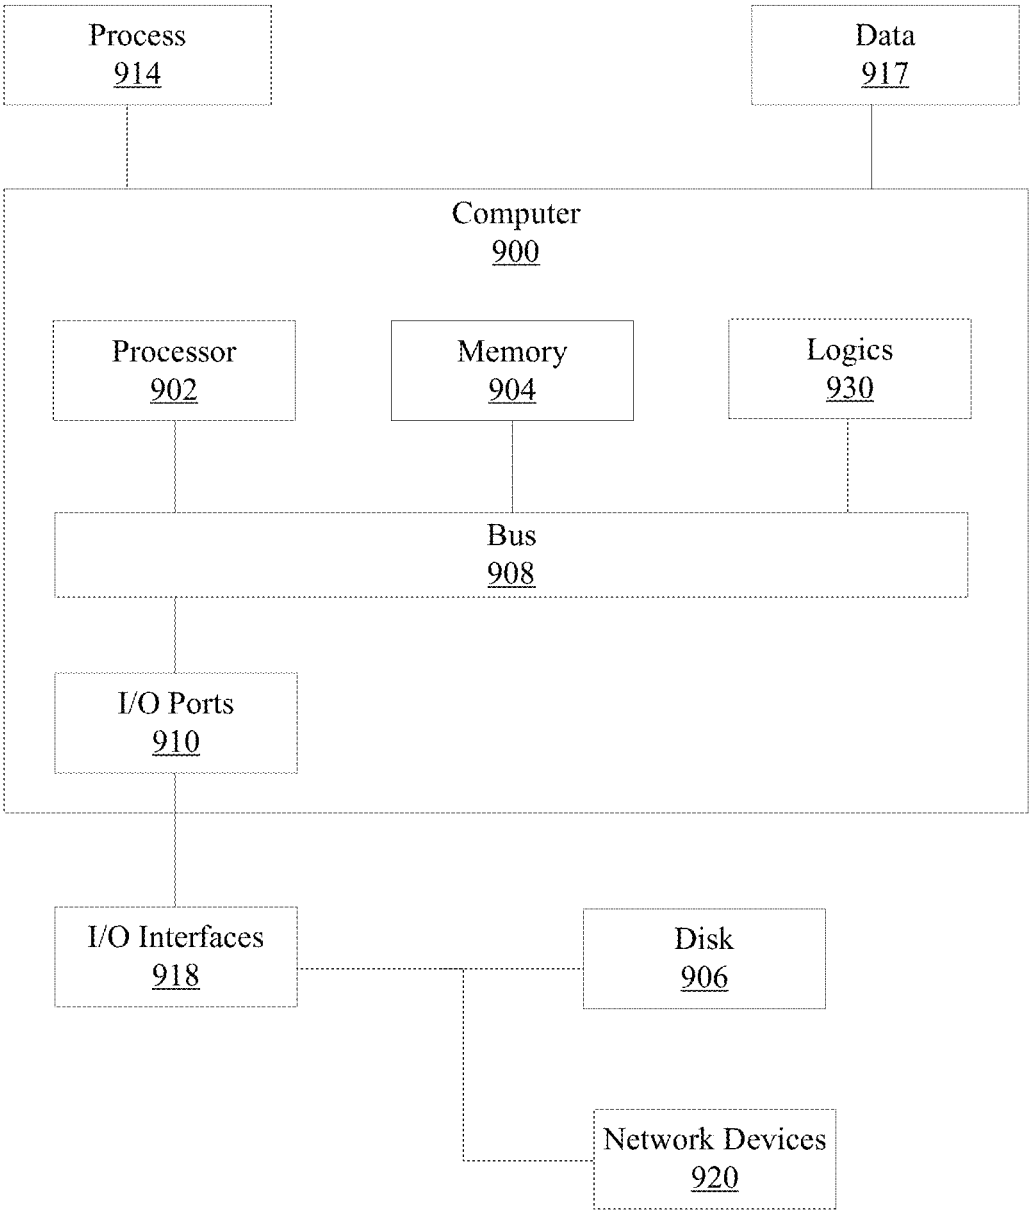 Process
914
Data
917
Computer
900
Processor
902
Memory
904
Logics
930
Bus
908
I/O Ports
910
I/O Interfaces
918
Disk
906
Network Devices
920